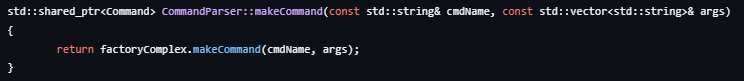 std::shared_ptr<Command> CommandParser::makeCommand(const std::string& cmdName, const std::vector<std::string>& args)
{
        return factoryComplex.makeCommand(cmdName, args);
}